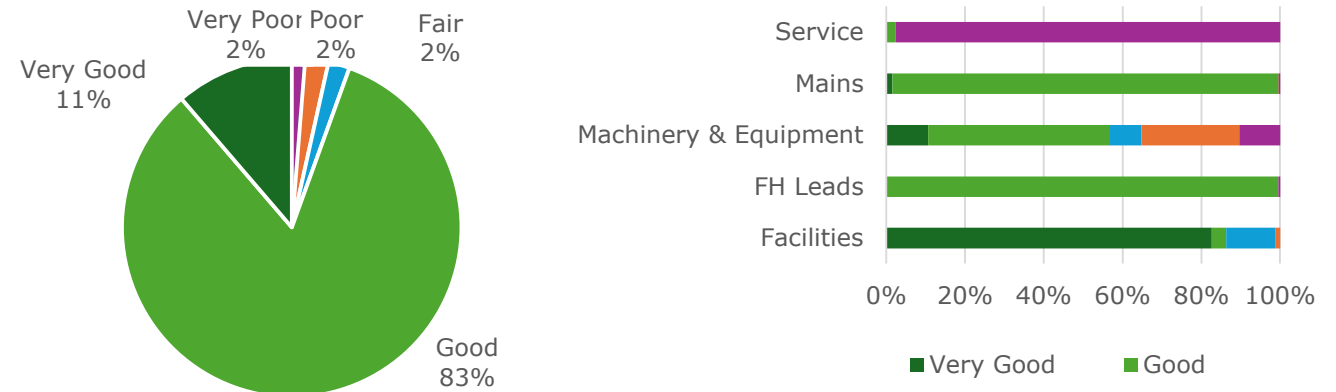 Very Poor
2%
Poor
2%
Fair
2%
Very Good
11%
Good
83%
Service
Mains
Machinery & Equipment
FH Leads
Facilities
0% 20% 40% 60% 80% 100%
Very Good Good